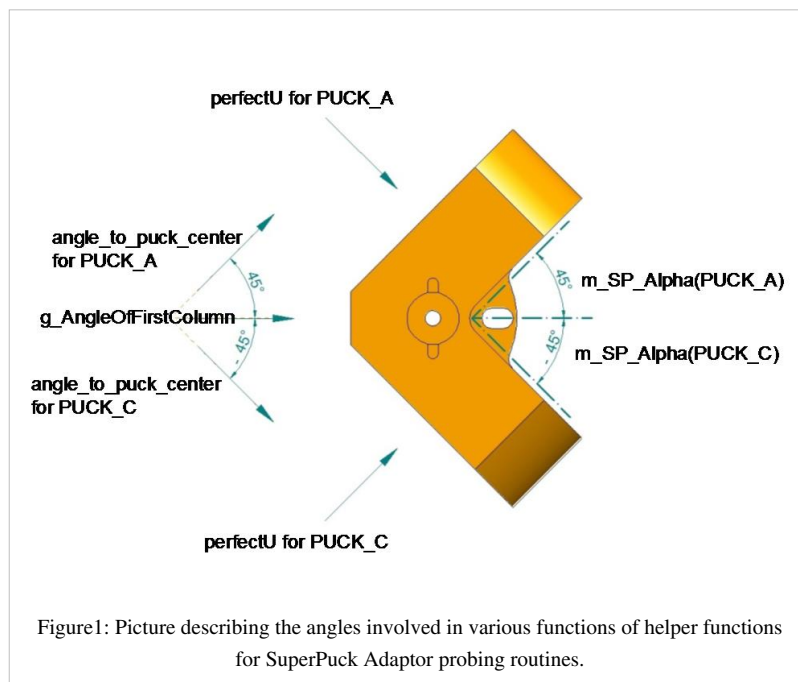 perfectU for PUCK_A
angle_to_puck_center
for PUCK_A
45°
45°
m_SP_Alpha(PUCK_A)
g_AngleOfFirstColumn
- 45°
- 45°
m_SP_Alpha(PUCK_C)
angle_to_puck_center
for PUCK_C
perfectU for PUCK_C
Figure1: Picture describing the angles involved in various functions of helper functions
for SuperPuck Adaptor probing routines.